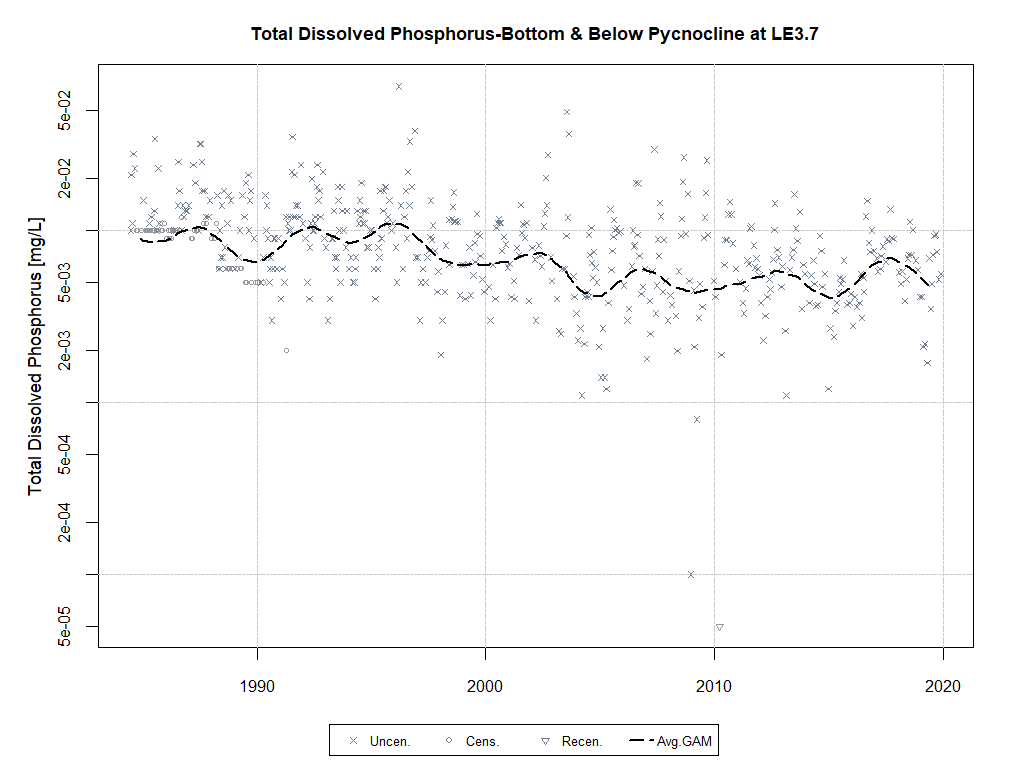 Total Dissolved Phosphorus-Bottom & Below Pycnocline at LE3.7
Total Dissolved Phosphorus [mg/L]
5e-02
2e-02
5e-03
2e-03
5e-04
2e-04
5e-05
1990 2000 2010 2020
Uncen. Cens. Recen. Avg.GAM